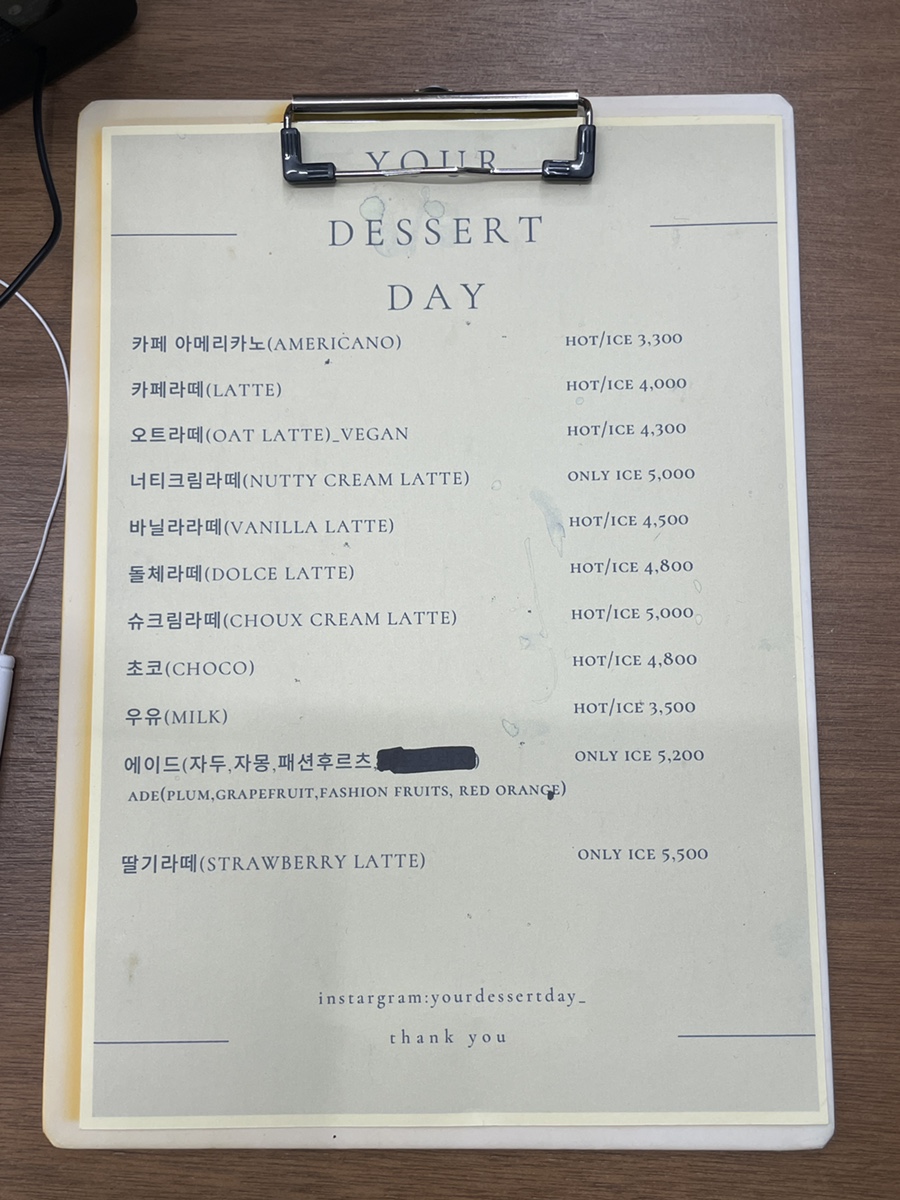 YOUR
DESSERT
DAY
카페 아메리카노(AMERICANO) HOT/ICE 3,300
카페라떼(LATTE) HOT/ICE 4,000
오트라떼(OAT LATTE)_VEGAN HOT/ICE 4,300
너티크림라떼(NUTTY CREAM LATTE) ONLY ICE 5,000
바닐라라떼(VANILLA LATTE) HOT/ICE 4,500
돌체라떼(DOLCE LATTE) HOT/ICE 4,800
슈크림라떼(CHOUX CREAM LATTE) HOT/ICE 5,000
초코(CHOCO) HOT/ICE 4,800
우유(MILK) HOT/ICE 3,500
에이드(자두,자몽,패션후르츠, ) ONLY ICE 5,200
ADE(PLUM,GRAPEFRUIT,FASHION FRUITS, RED ORANGE)
딸기라떼(STRAWBERRY LATTE) ONLY ICE 5,500
instargram:yourdessertday_
thank you